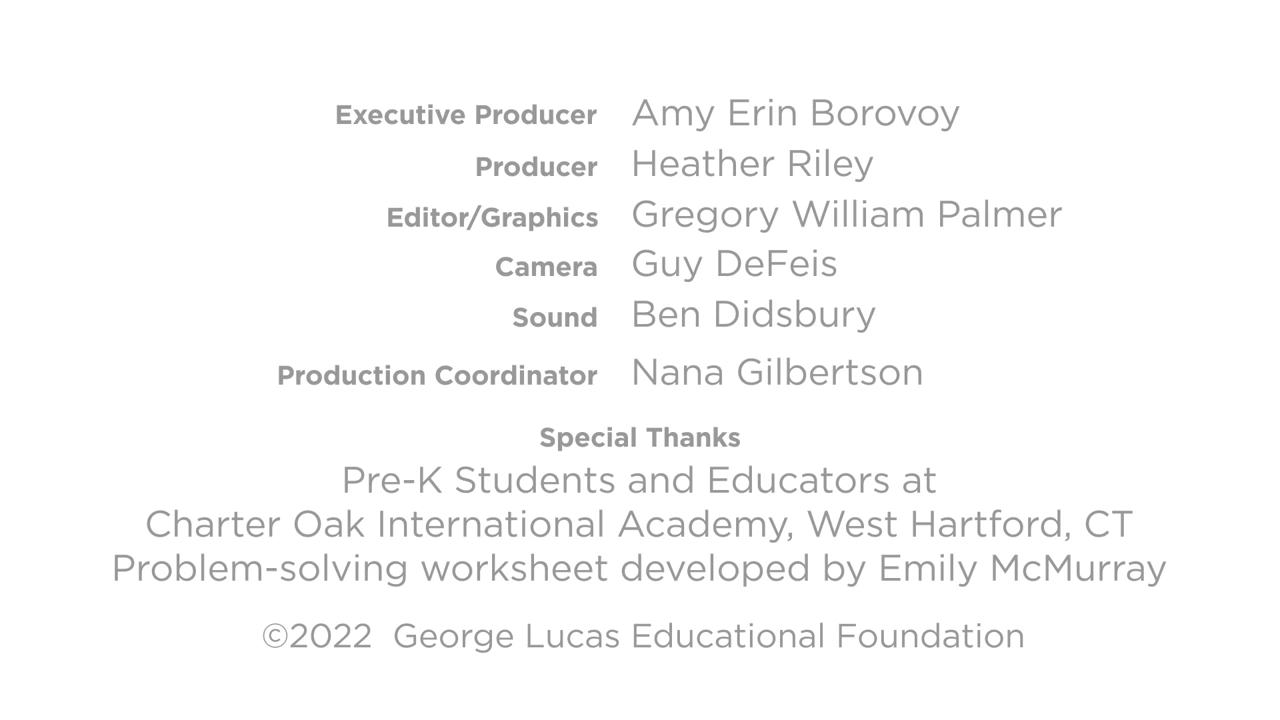 Executive Producer Amy Erin Borovoy
Producer Heather Riley
Editor/Graphics Gregory William Palmer
Camera Guy DeFeis
Sound Ben Didsbury
Production Coordinator Nana Gilbertson
Special Thanks
Pre-K Students and Educators at
Charter Oak International Academy, West Hartford, CT
Problem-solving worksheet developed by Emily McMurray
©2022 George Lucas Educational Foundation